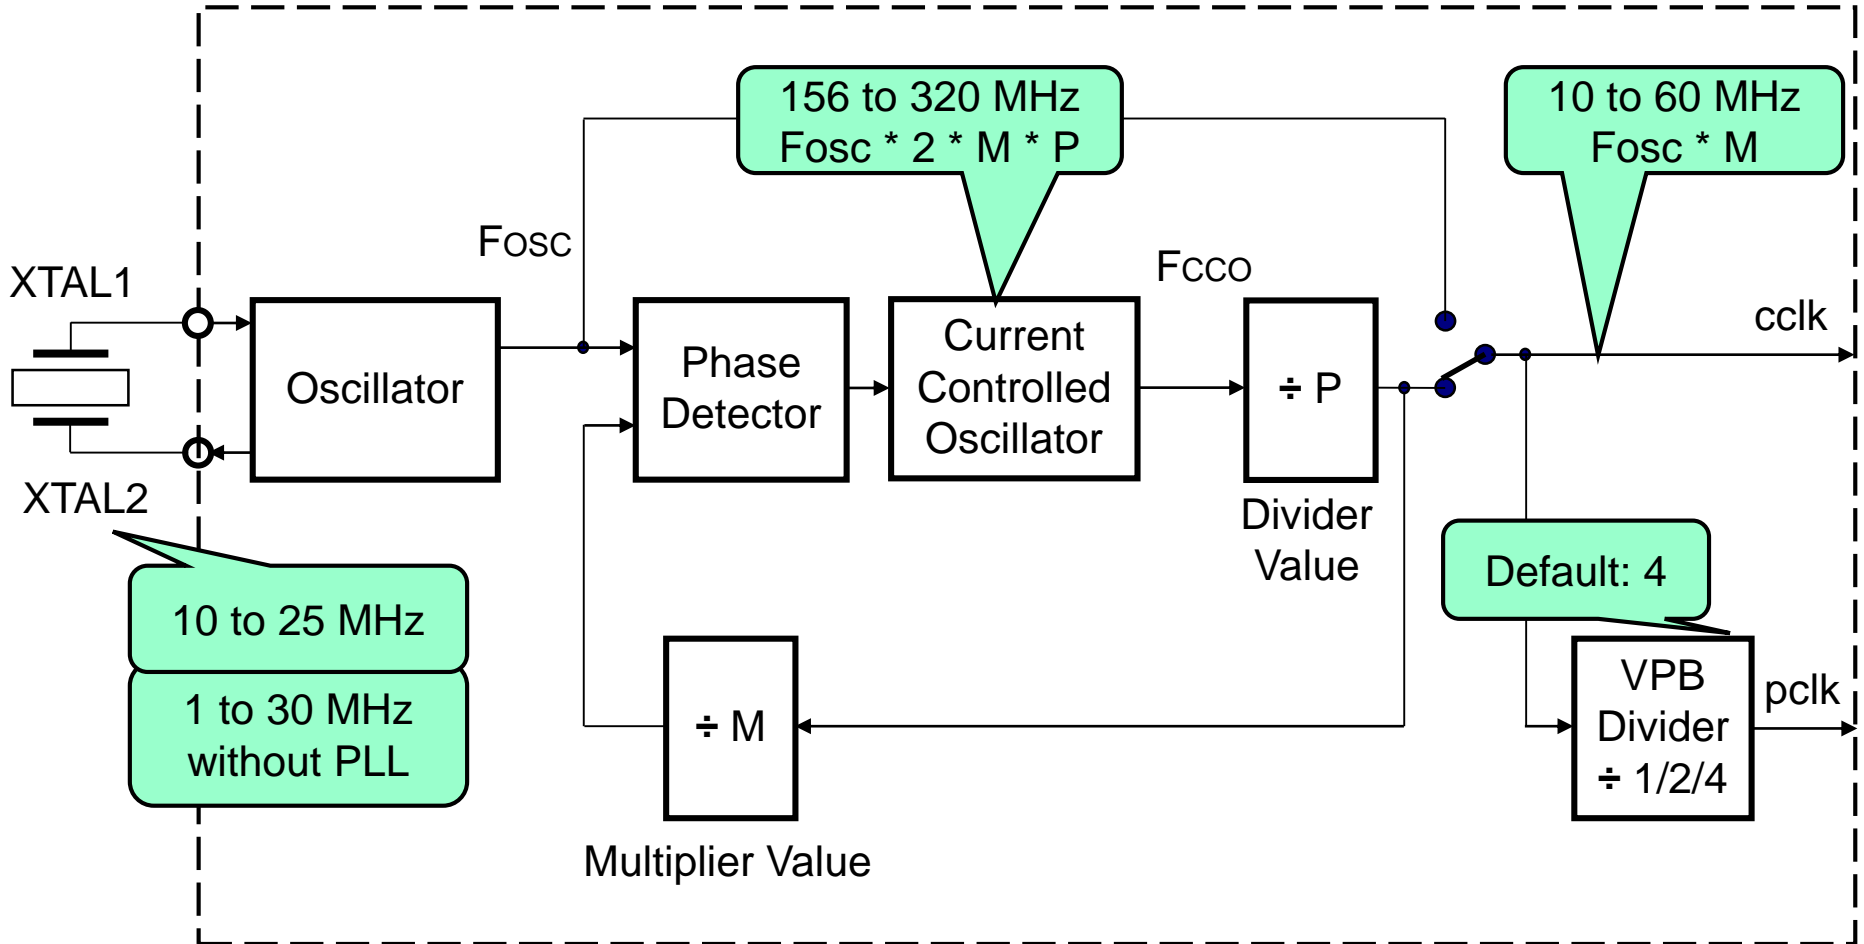 156 to 320 MHz
Fosc * 2 * M * P
10 to 60 MHz
Fosc * M
FOSC
FCCO
XTAL1
cclk
Oscillator
Phase
Detector
Current
Controlled
Oscillator
÷ P
XTAL2
Divider
Value
Default: 4
10 to 25 MHz
1 to 30 MHz
without PLL
÷ M
VPB
Divider
÷ 1/2/4
pclk
Multiplier Value